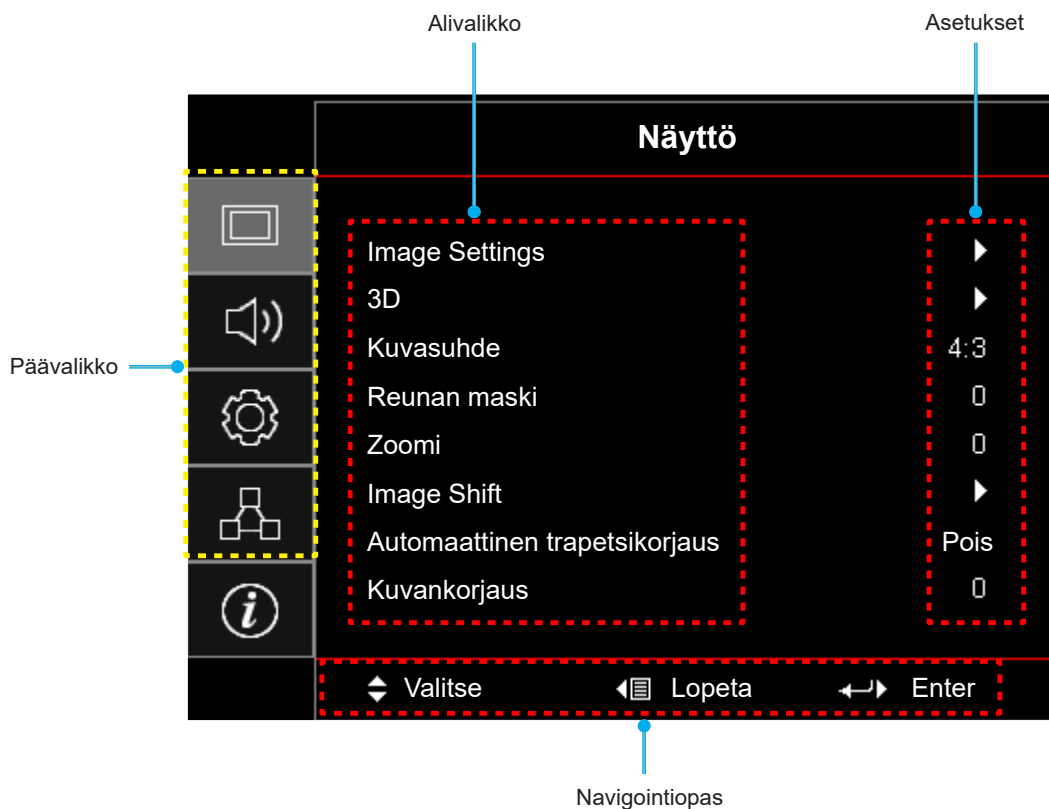 Alivalikko
Asetukset
Näyttö
Image Settings
3D
Kuvasuhde 4:3
Reunan maski 0
Zoomi 0
Image Shift
Automaattinen trapetsikorjaus Pois
Kuvankorjaus 0
Päävalikko
Valitse Lopeta Enter
Navigointiopas